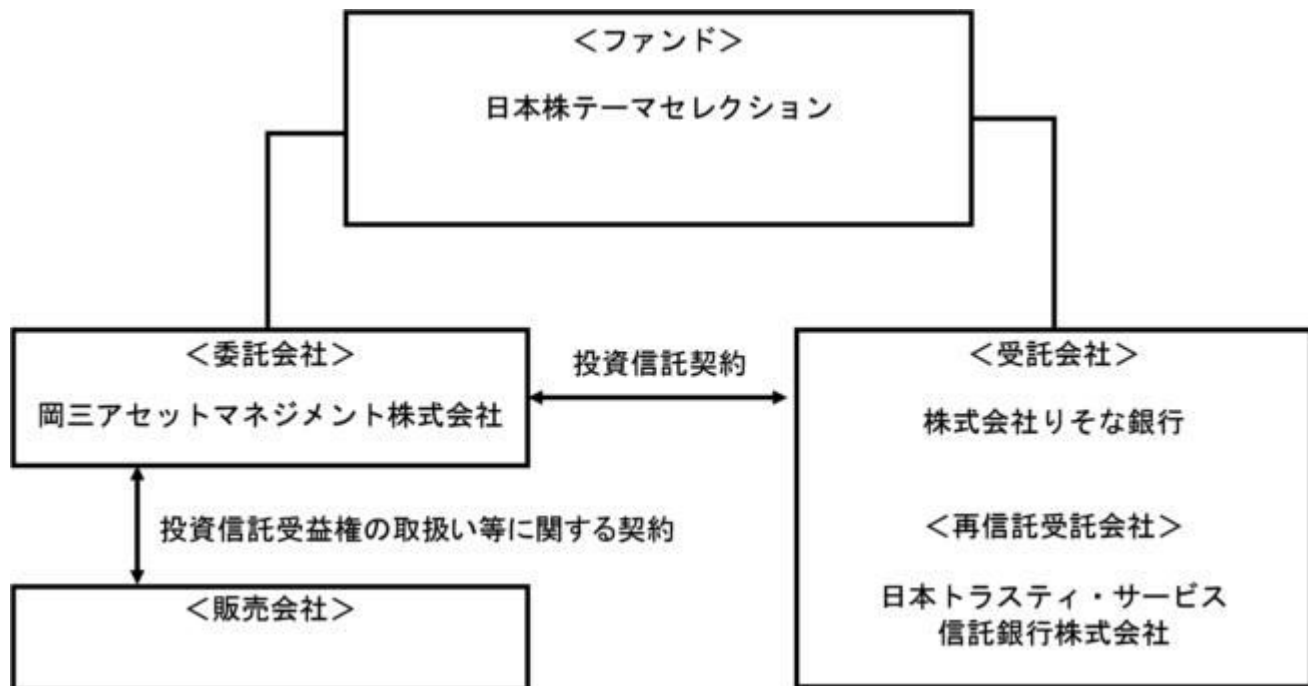 ＜ファンド＞
日本株テーマセレクション
＜委託会社＞
岡三アセットマネジメント株式会社
投資信託契約
＜受託会社＞
株式会社りそな銀行
＜再信託受託会社＞
日本トラスティ・サービス
信託銀行株式会社
投資信託受益権の取扱い等に関する契約
＜販売会社＞